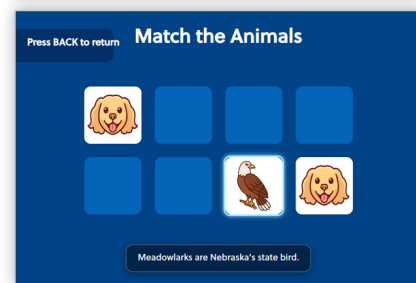 Press BACK to return
Match the Animals
Meadowlarks are Nebraska's state bird.